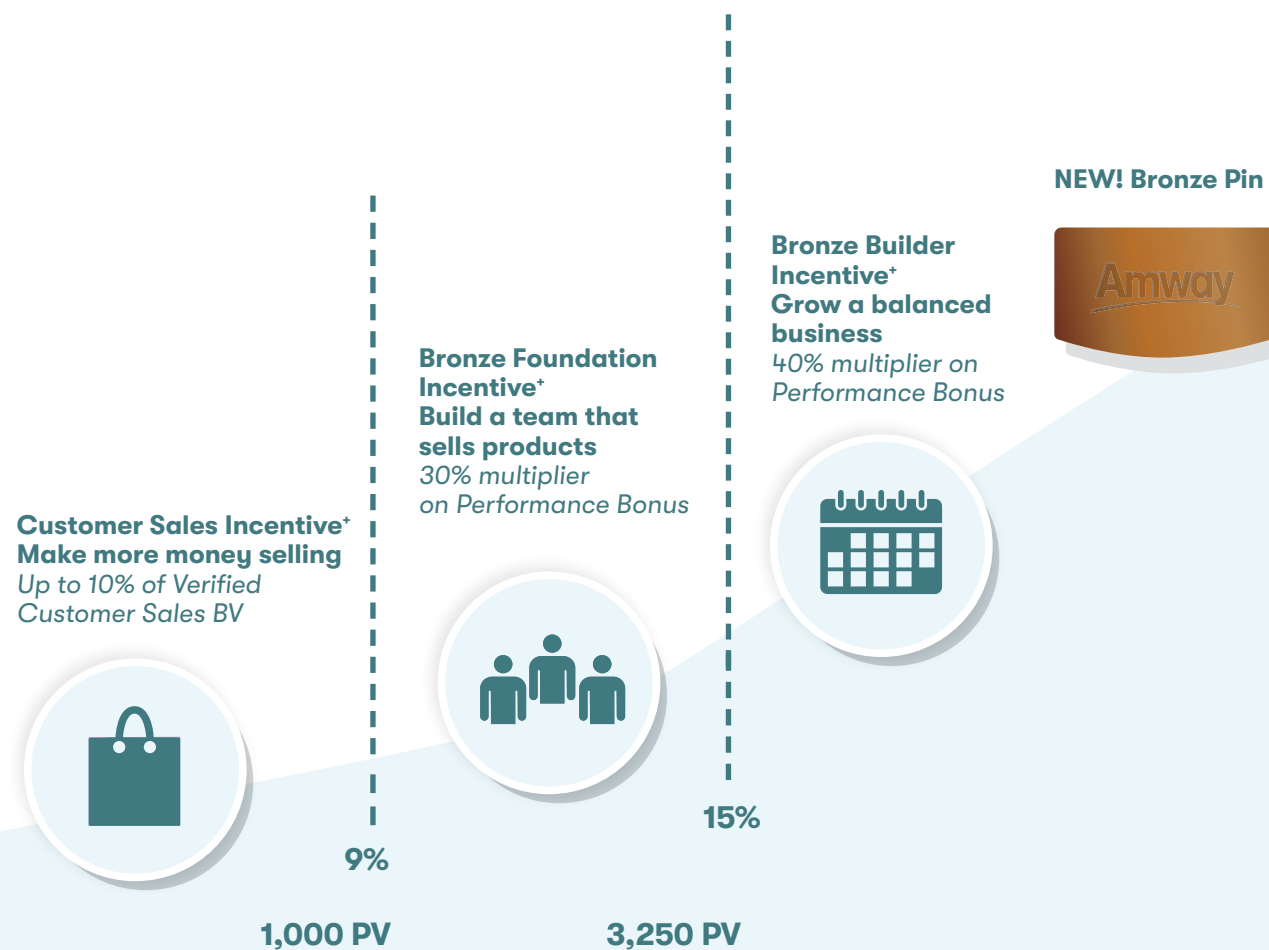 NEW! Bronze Pin
Amway
Bronze Builder
Incentive+
Grow a balanced
business
40% multiplier on
Performance Bonus
Bronze Foundation
Incentive+
Build a team that
sells products
30% multiplier
on Performance Bonus
Customer Sales Incentive+
Make more money selling
Up to 10% of Verified
Customer Sales BV
15%
9%
1,000 PV
3,250 PV